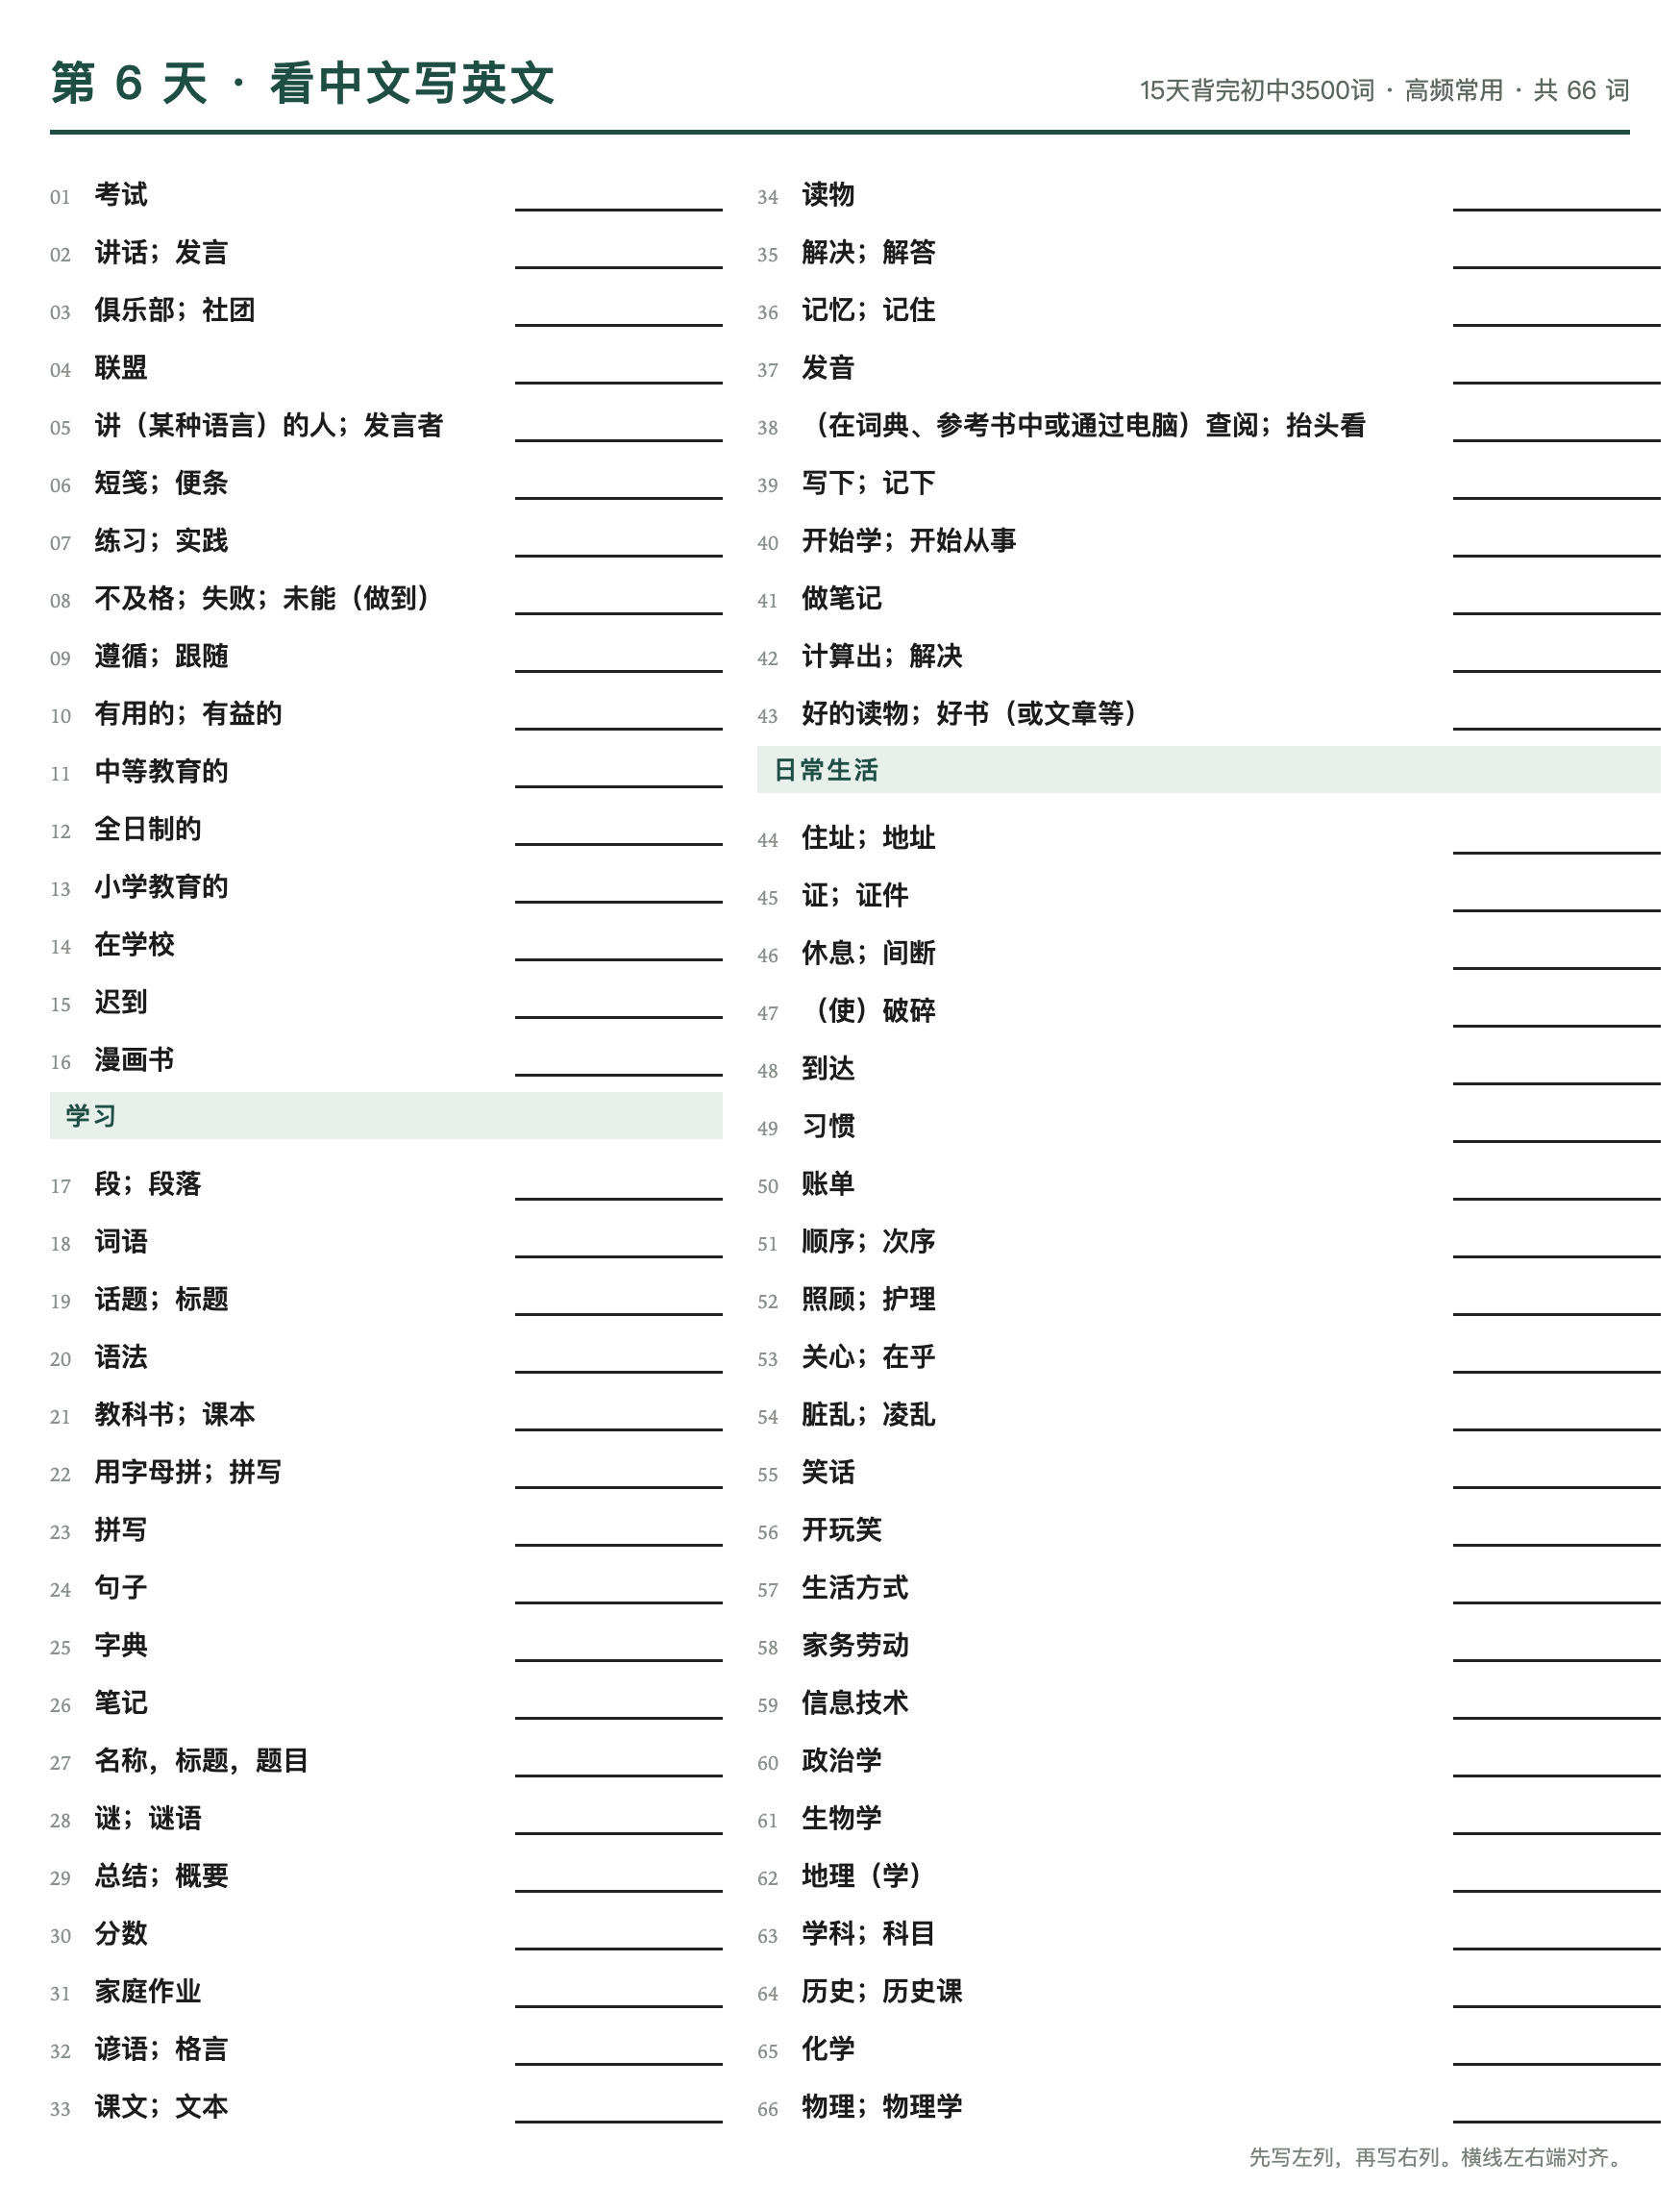 第 6 天 · 看中文写英文
15天背完初中3500词 · 高频常用 · 共 66 词
01 考试
02 讲话；发言
03 俱乐部；社团
04 联盟
05 讲（某种语言）的人；发言者
06 短笺；便条
07 练习；实践
08 不及格；失败；未能（做到）
09 遵循；跟随
10 有用的；有益的
11 中等教育的
12 全日制的
13 小学教育的
14 在学校
15 迟到
16 漫画书
学习
17 段；段落
18 词语
19 话题；标题
20 语法
21 教科书；课本
22 用字母拼；拼写
23 拼写
24 句子
25 字典
26 笔记
27 名称，标题，题目
28 谜；谜语
29 总结；概要
30 分数
31 家庭作业
32 谚语；格言
33 课文；文本
34 读物
35 解决；解答
36 记忆；记住
37 发音
38 （在词典、参考书中或通过电脑）查阅；抬头看
39 写下；记下
40 开始学；开始从事
41 做笔记
42 计算出；解决
43 好的读物；好书（或文章等）
日常生活
44 住址；地址
45 证；证件
46 休息；间断
47 （使）破碎
48 到达
49 习惯
50 账单
51 顺序；次序
52 照顾；护理
53 关心；在乎
54 脏乱；凌乱
55 笑话
56 开玩笑
57 生活方式
58 家务劳动
59 信息技术
60 政治学
61 生物学
62 地理（学）
63 学科；科目
64 历史；历史课
65 化学
66 物理；物理学
先写左列，再写右列。横线左右端对齐。